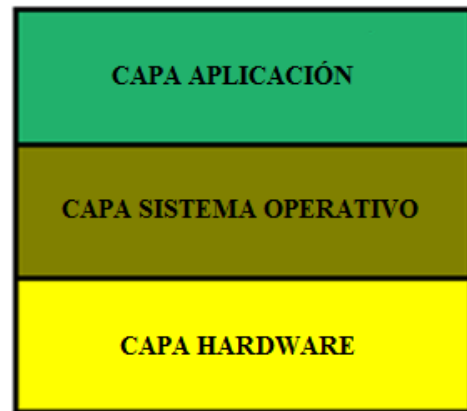 CAPA APLICACIÓN
CAPA SISTEMA OPERATIVO
CAPA HARDWARE